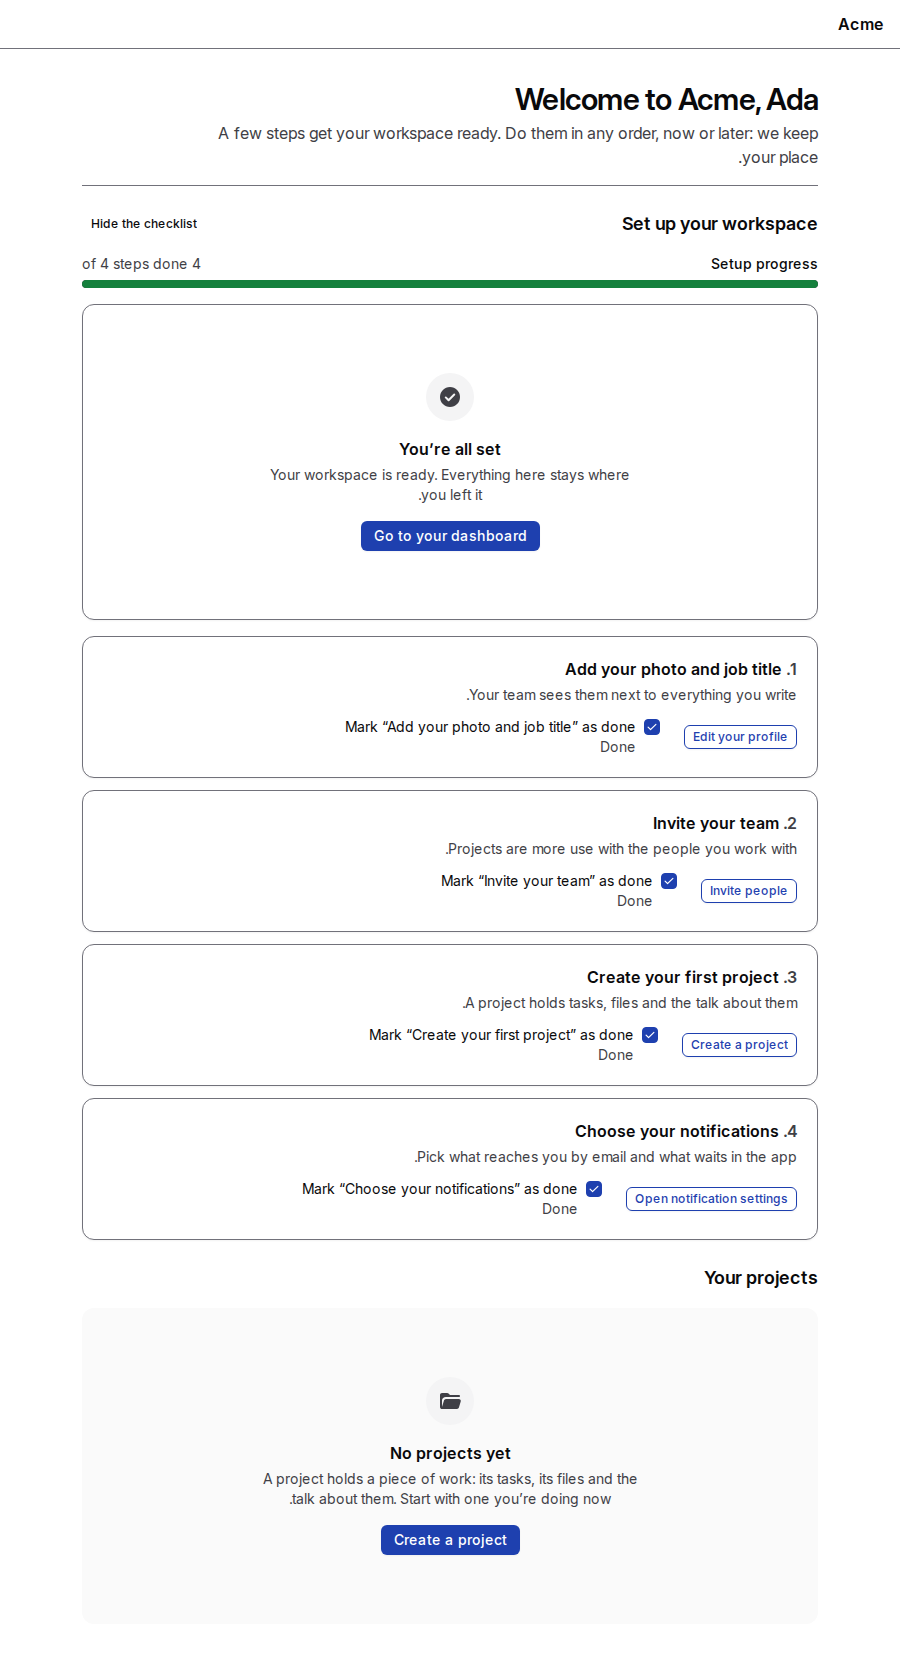 Acme
Welcome to Acme, Ada
A few steps get your workspace ready. Do them in any order, now or later: we keep
.your place
Set up your workspace
Hide the checklist
Setup progress
of 4 steps done 4
You’re all set
Your workspace is ready. Everything here stays where
.you left it
Go to your dashboard
Add your photo and job title .1
.Your team sees them next to everything you write
Edit your profile
Mark “Add your photo and job title” as done
Done
Invite your team .2
.Projects are more use with the people you work with
Invite people
Mark “Invite your team” as done
Done
Create your first project .3
.A project holds tasks, files and the talk about them
Create a project
Mark “Create your first project” as done
Done
Choose your notifications .4
.Pick what reaches you by email and what waits in the app
Open notification settings
Mark “Choose your notifications” as done
Done
Your projects
No projects yet
A project holds a piece of work: its tasks, its files and the
.talk about them. Start with one you’re doing now
Create a project